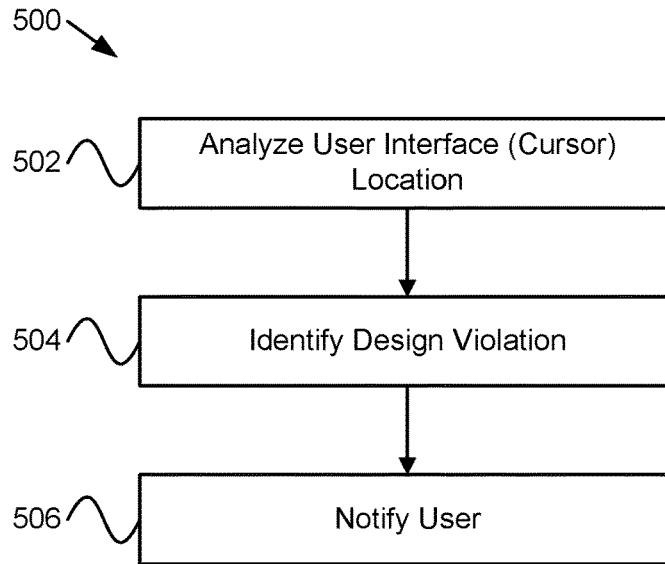 500
502
Analyze User Interface (Cursor)
Location
504
Identify Design Violation
506
Notify User